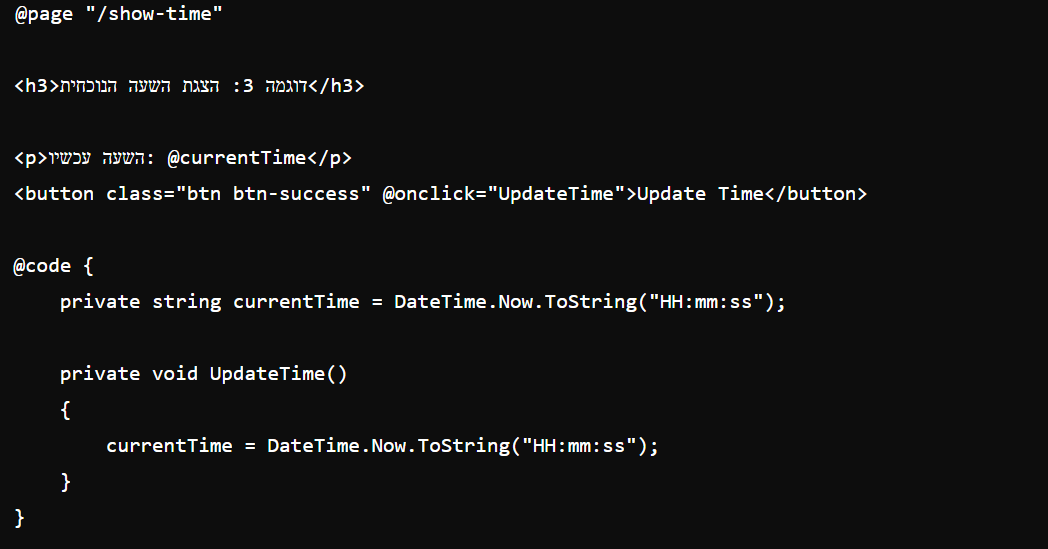 @page "/show-time"
<h3>דוגמה 3: הצגת השעה הנוכחית</h3>
<p>השעה עכשיו: @currentTime</p>
<button class="btn btn-success" @onclick="UpdateTime">Update Time</button>
@code {
    private string currentTime = DateTime.Now.ToString("HH:mm:ss");
    private void UpdateTime()
    {
        currentTime = DateTime.Now.ToString("HH:mm:ss");
    }
}